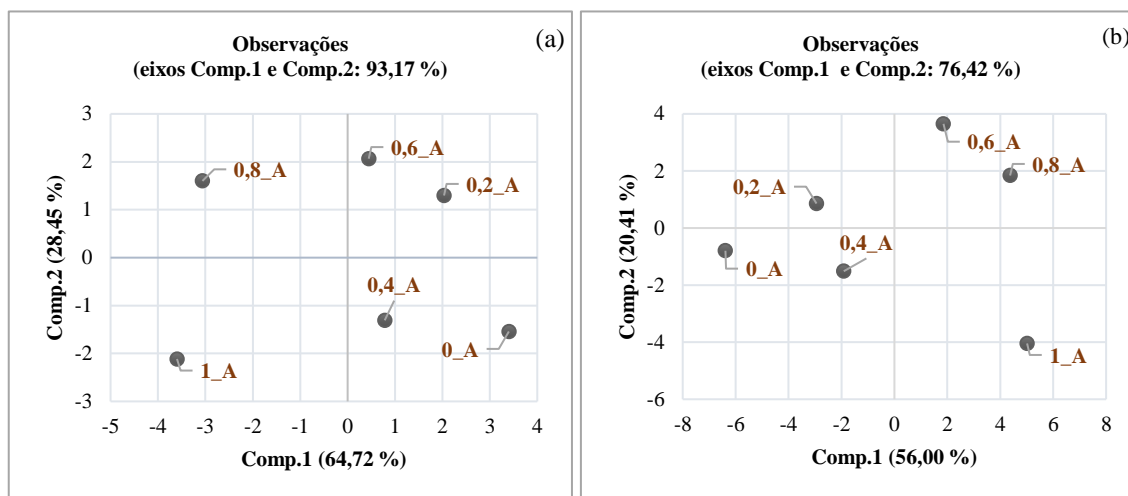 (a)
Observações
(eixos Comp.1 e Comp.2: 93,17 %)
3
2
1
0
-1
-2
-3
Comp.2 (28,45 %)
0,8_A
0,6_A
0,2_A
0,4_A
0_A
1_A
-5 -4 -3 -2 -1 0 1 2 3 4
Comp.1 (64,72 %)
(b)
Observações
(eixos Comp.1 e Comp.2: 76,42 %)
4
2
0
-2
-4
-6
Comp.2 (20,41 %)
0,6_A
0,8_A
0,2_A
0,4_A
0_A
1_A
-8 -6 -4 -2 0 2 4 6 8
Comp.1 (56,00 %)